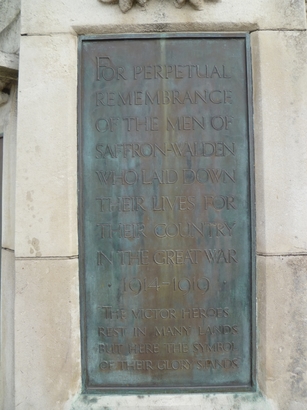 FOR PERPETUAL
REMEMBRANCE
OF THE MEN OF
SAFFRON-WALDEN
WHO LAID DOWN
THEIR LIVES FOR
THEIR COUNTRY
IN THE GREAT WAR
· 1914-1919 ·
THE VICTOR HEROES
REST IN MANY LANDS
BUT HERE THE SYMBOL
OF THEIR GLORY STANDS